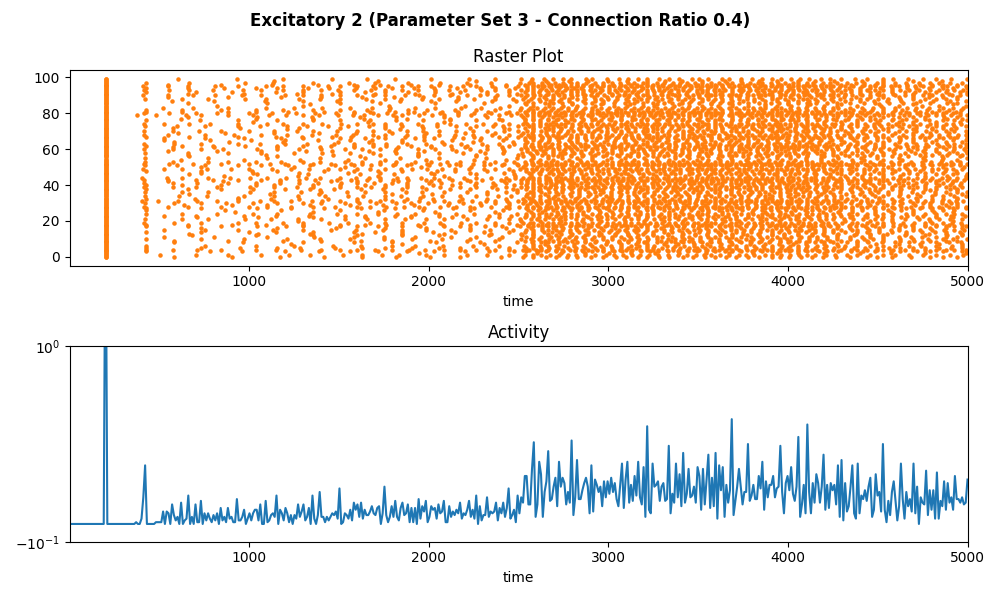 Excitatory 2 (Parameter Set 3 - Connection Ratio 0.4)
Raster Plot
100
80
60
40
20
0
1000 2000 3000 4000 5000
time
Activity
10^0
−10^−1
1000 2000 3000 4000 5000
time